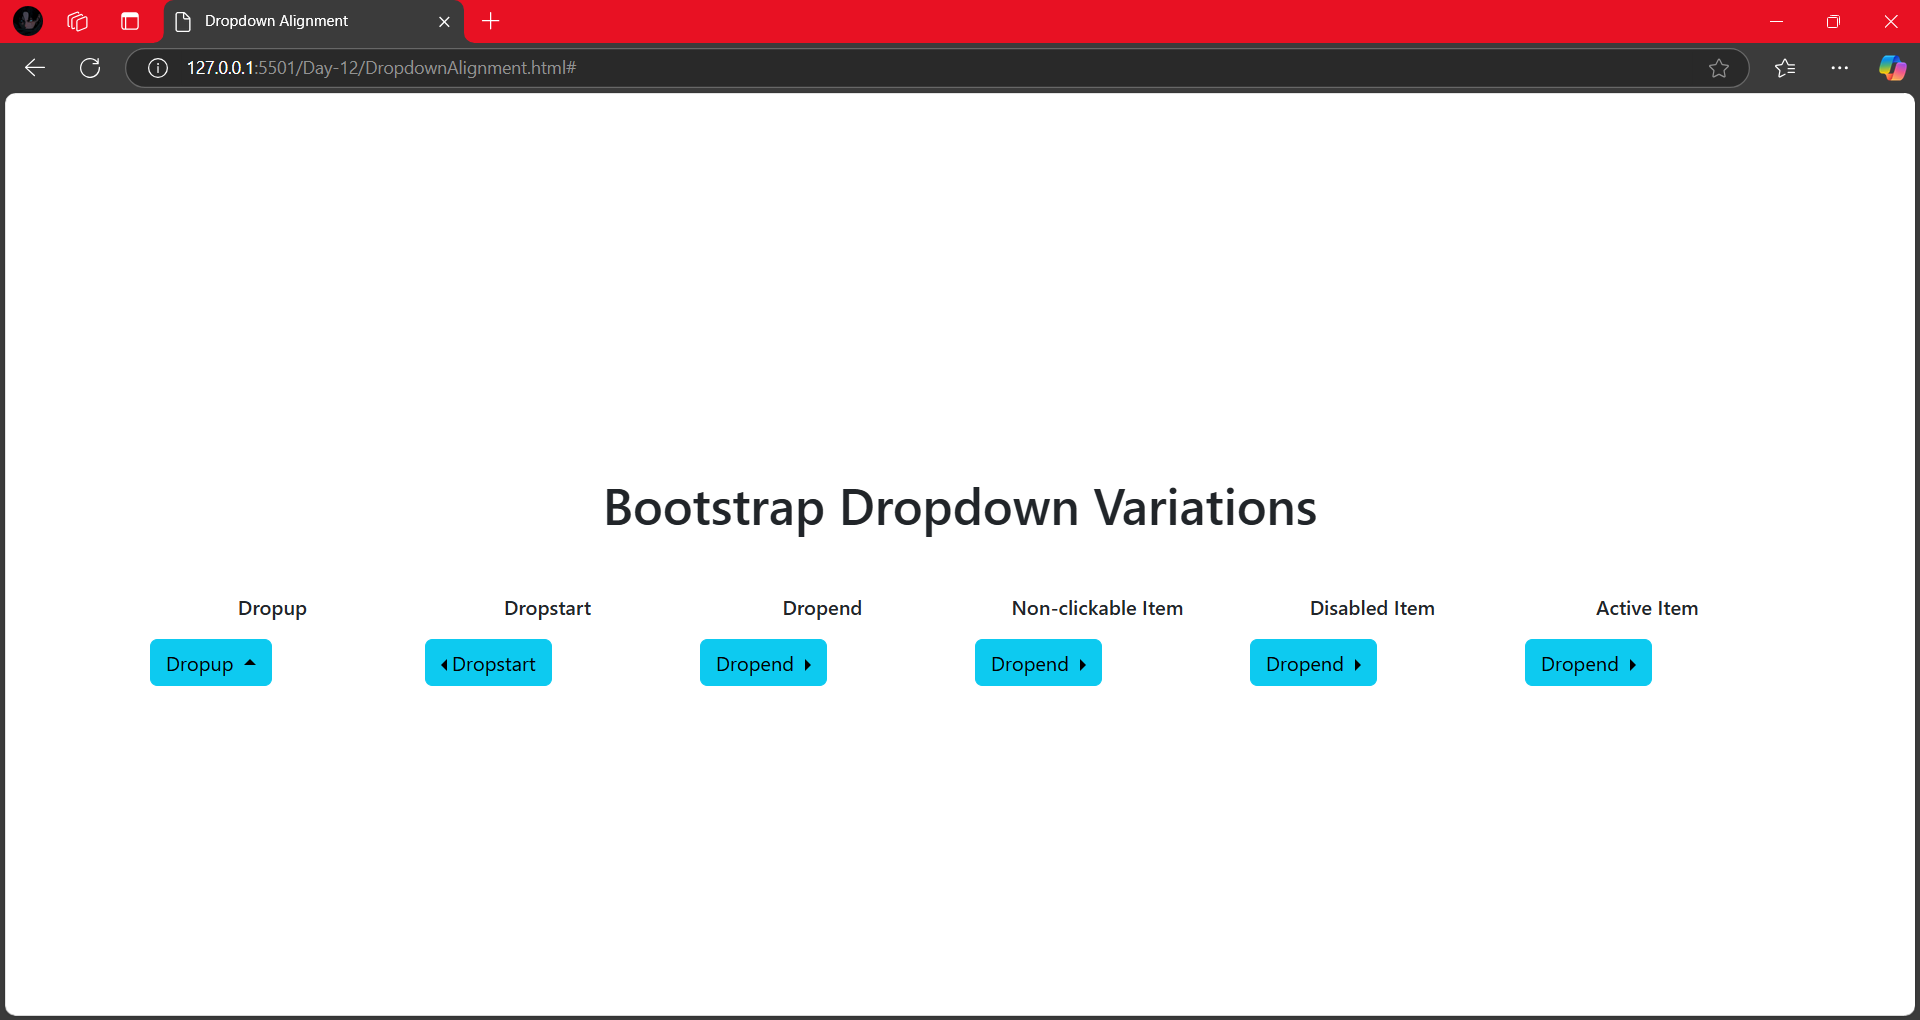 Dropdown Alignment
127.0.0.1:5501/Day-12/DropdownAlignment.html#
Bootstrap Dropdown Variations
Dropup Dropstart Dropend Non-clickable Item Disabled Item Active Item
Dropup Dropstart Dropend Dropend Dropend Dropend